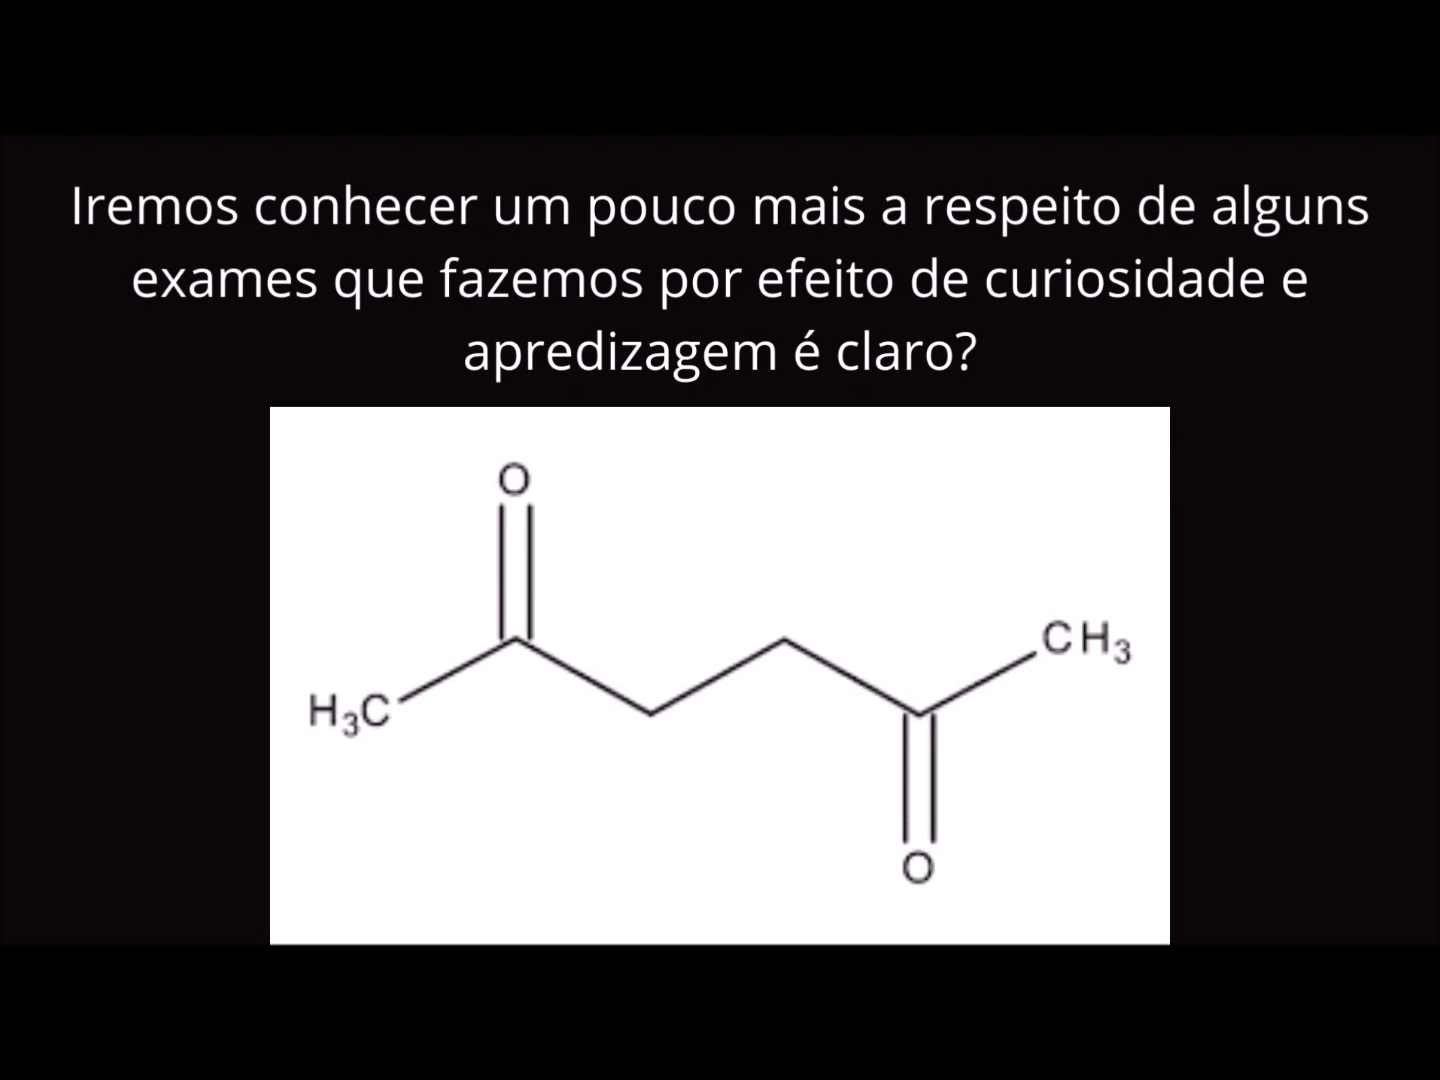 Iremos conhecer um pouco mais a respeito de alguns
exames que fazemos por efeito de curiosidade e
apredizagem é claro?
O
CH₃
H₃C
O